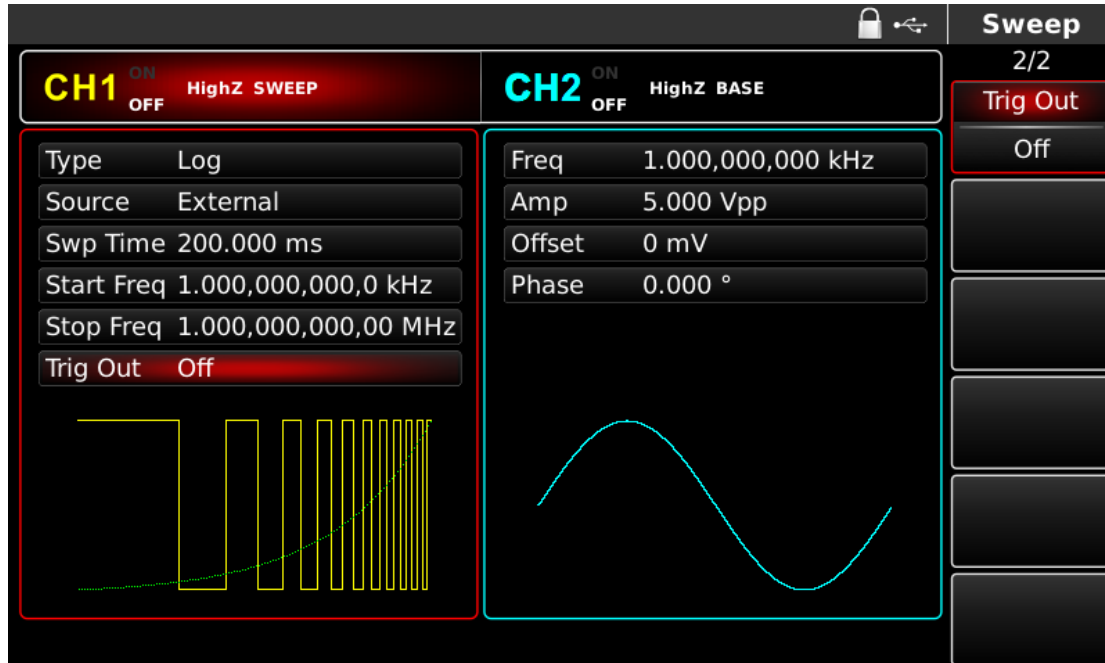 Sweep
2/2
Trig Out
Off
CH1 ON OFF HighZ SWEEP
CH2 ON OFF HighZ BASE
Type Log
Source External
Swp Time 200.000 ms
Start Freq 1.000,000,000,0 kHz
Stop Freq 1.000,000,000,00 MHz
Trig Out Off
Freq 1.000,000,000 kHz
Amp 5.000 Vpp
Offset 0 mV
Phase 0.000 °